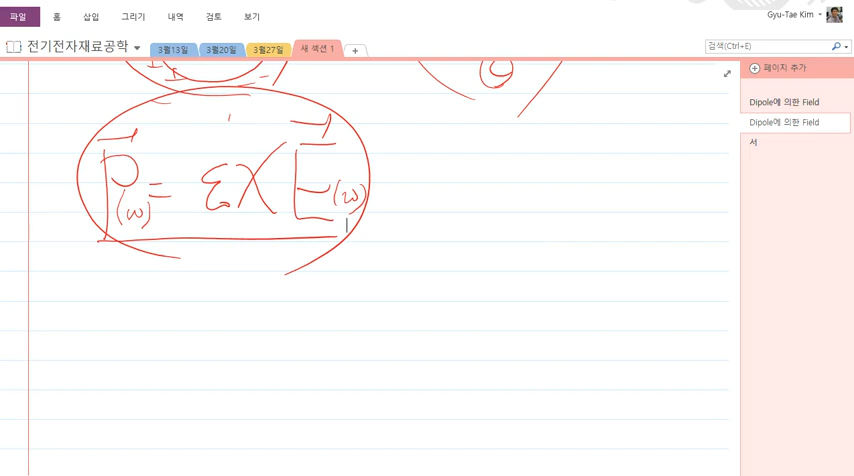 파일 홈 삽입 그리기 내역 검토 보기 Gyu-Tae Kim
전기전자재료공학 3월13일 3월20일 3월27일 새 섹션 1 검색(Ctrl+E)
페이지 추가
Dipole에 의한 Field
Dipole에 의한 Field
서
P(ω) = εχ E(ω)